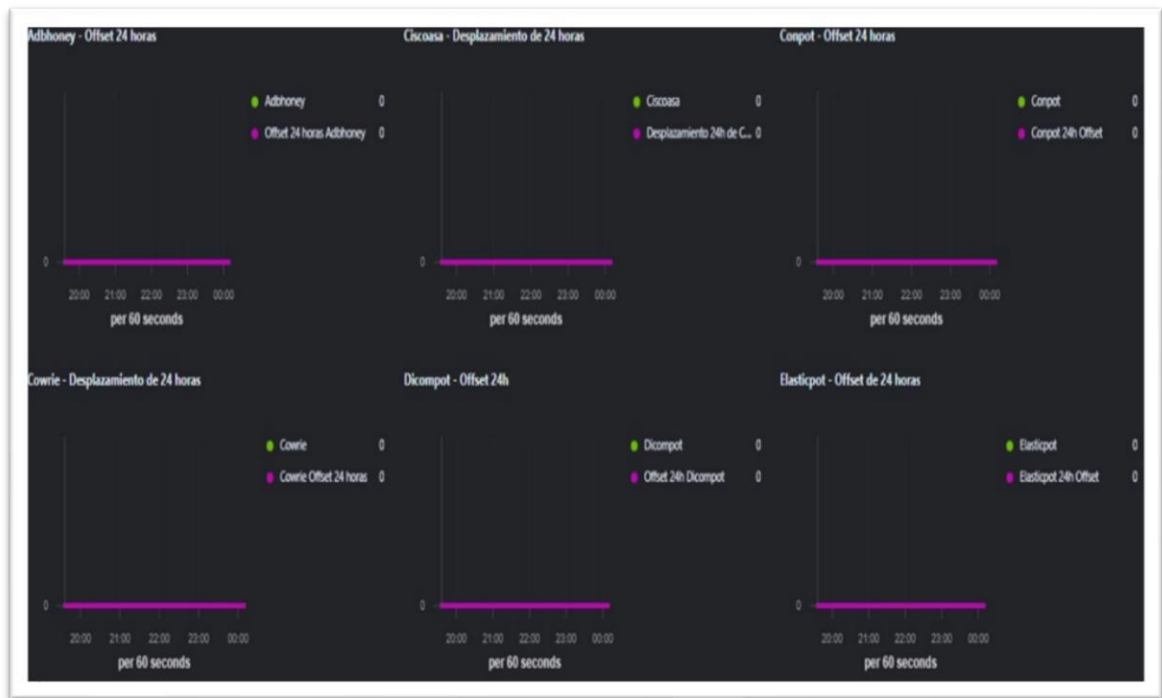 Adbhoney - Offset 24 horas
Adbhoney 0
Offset 24 horas Adbhoney 0
0
20:00 21:00 22:00 23:00 00:00
per 60 seconds
Ciscoasa - Desplazamiento de 24 horas
Ciscoasa 0
Desplazamiento 24h de C... 0
0
20:00 21:00 22:00 23:00 00:00
per 60 seconds
Conpot - Offset 24 horas
Conpot 0
Conpot 24h Offset 0
0
20:00 21:00 22:00 23:00 00:00
per 60 seconds
Cowrie - Desplazamiento de 24 horas
Cowrie 0
Cowrie Offset 24 horas 0
0
20:00 21:00 22:00 23:00 00:00
per 60 seconds
Dicompot - Offset 24h
Dicompot 0
Offset 24h Dicompot 0
0
20:00 21:00 22:00 23:00 00:00
per 60 seconds
Elasticpot - Offset de 24 horas
Elasticpot 0
Elasticpot 24h Offset 0
0
20:00 21:00 22:00 23:00 00:00
per 60 seconds